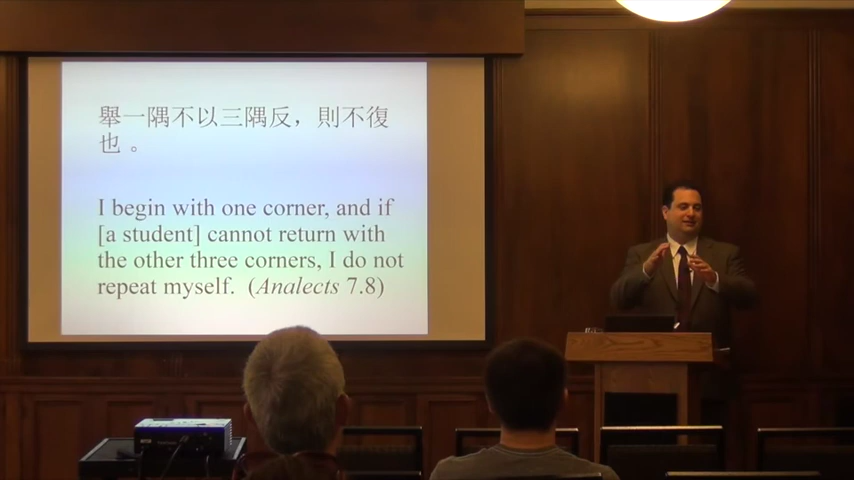 舉一隅不以三隅反，則不復
也。
I begin with one corner, and if
[a student] cannot return with
the other three corners, I do not
repeat myself. (Analects 7.8)